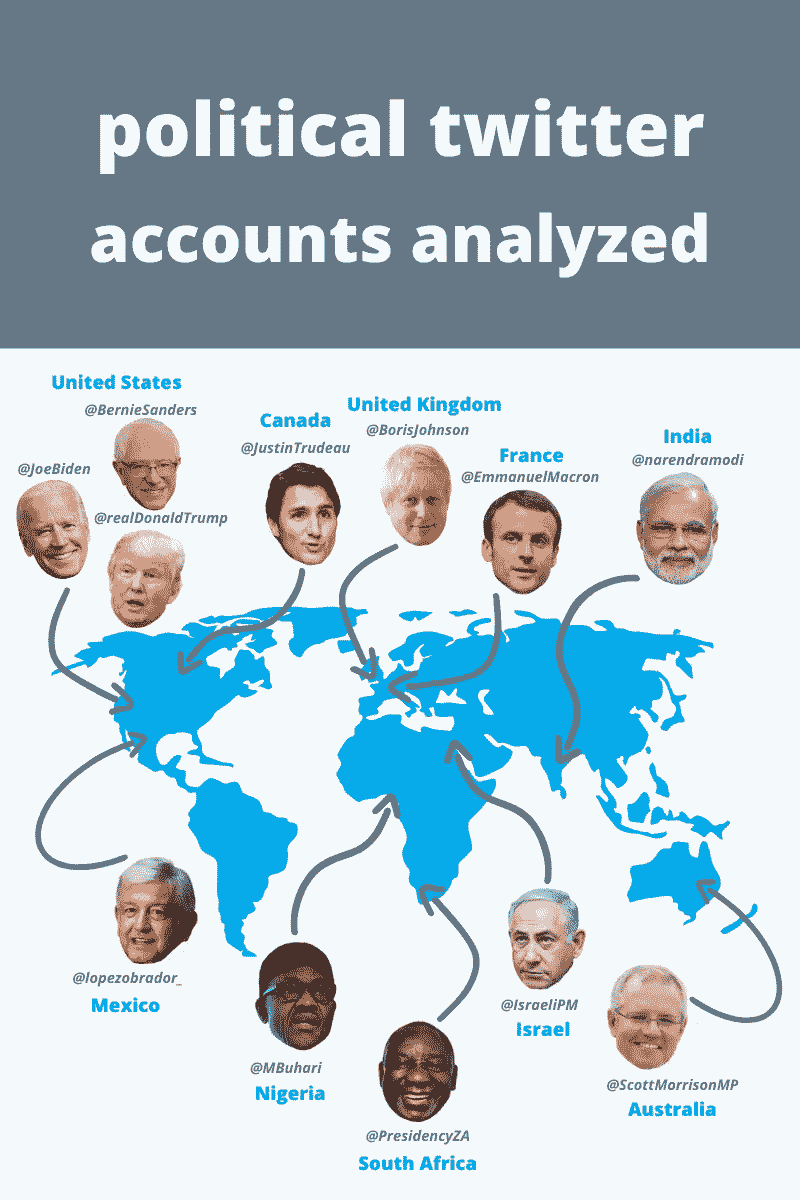 political twitter
accounts analyzed
United States
@BernieSanders
@JoeBiden
@realDonaldTrump
Canada
@JustinTrudeau
United Kingdom
@BorisJohnson
France
@EmmanuelMacron
India
@narendramodi
@lopezobrador_
Mexico
@MBuhari
Nigeria
@PresidencyZA
South Africa
@IsraeliPM
Israel
@ScottMorrisonMP
Australia